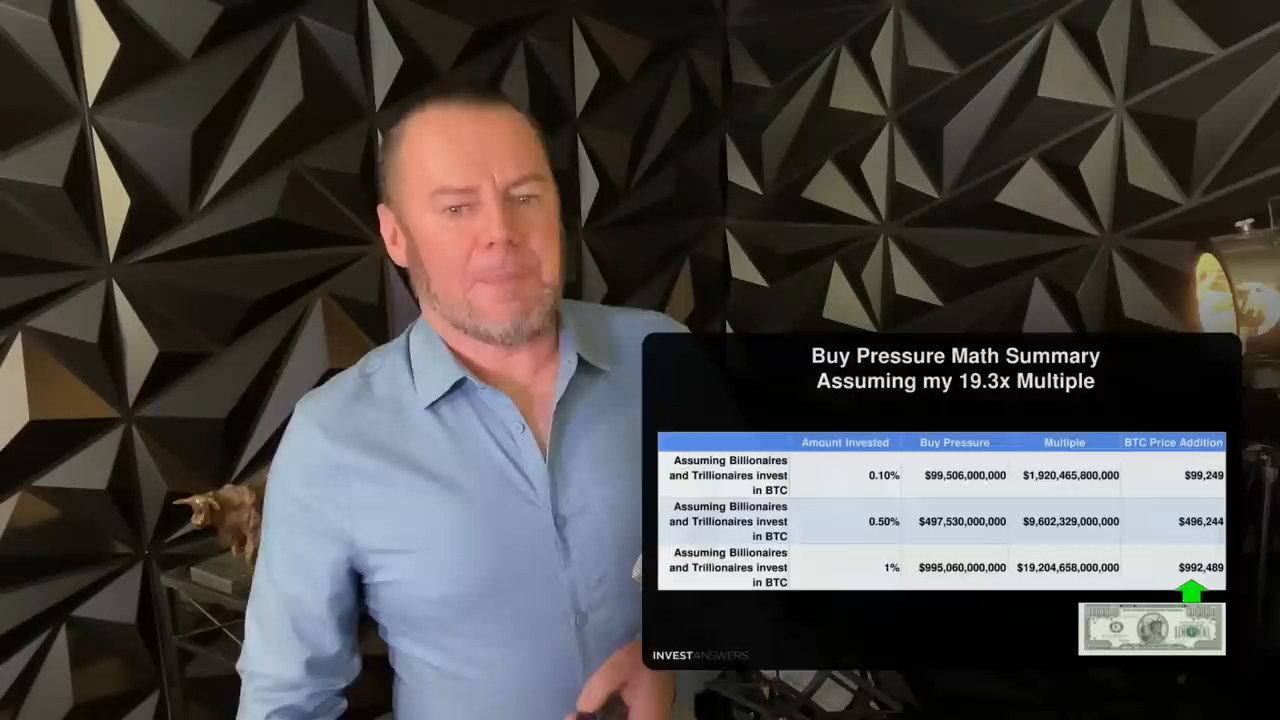 Buy Pressure Math Summary
Assuming my 19.3x Multiple
Amount Invested Buy Pressure Multiple BTC Price Addition
Assuming Billionaires
and Trillionaires invest 0.10% $99,506,000,000 $1,920,465,800,000 $99,249
in BTC
Assuming Billionaires
and Trillionaires invest 0.50% $497,530,000,000 $9,602,329,000,000 $496,244
in BTC
Assuming Billionaires
and Trillionaires invest 1% $995,060,000,000 $19,204,658,000,000 $992,489
in BTC
INVESTANSWERS